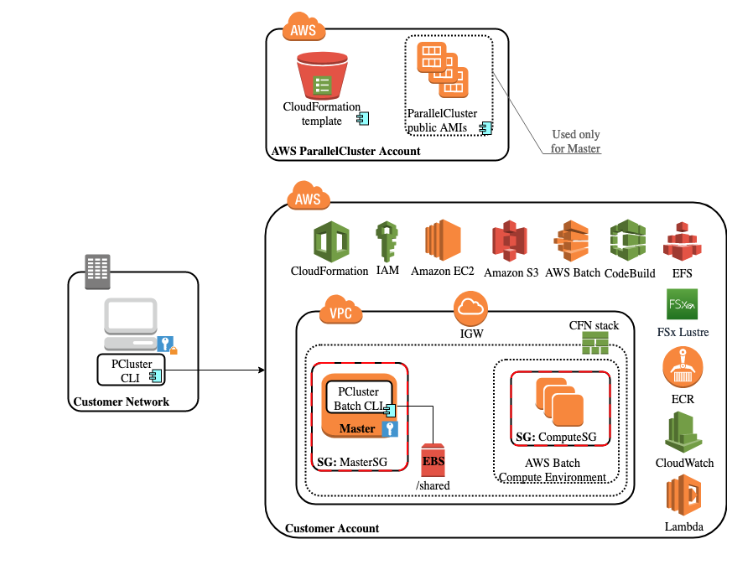 AWS
CloudFormation
template
ParallelCluster
public AMIs
AWS ParallelCluster Account
Used only
for Master
AWS
CloudFormation
IAM
Amazon EC2
Amazon S3
AWS Batch
CodeBuild
EFS
FSx
FSx Lustre
ECR
CloudWatch
Lambda
PCluster
CLI
Customer Network
VPC
IGW
CFN stack
PCluster
Batch CLI
Master
SG: MasterSG
EBS
/shared
SG: ComputeSG
AWS Batch
Compute Environment
Customer Account